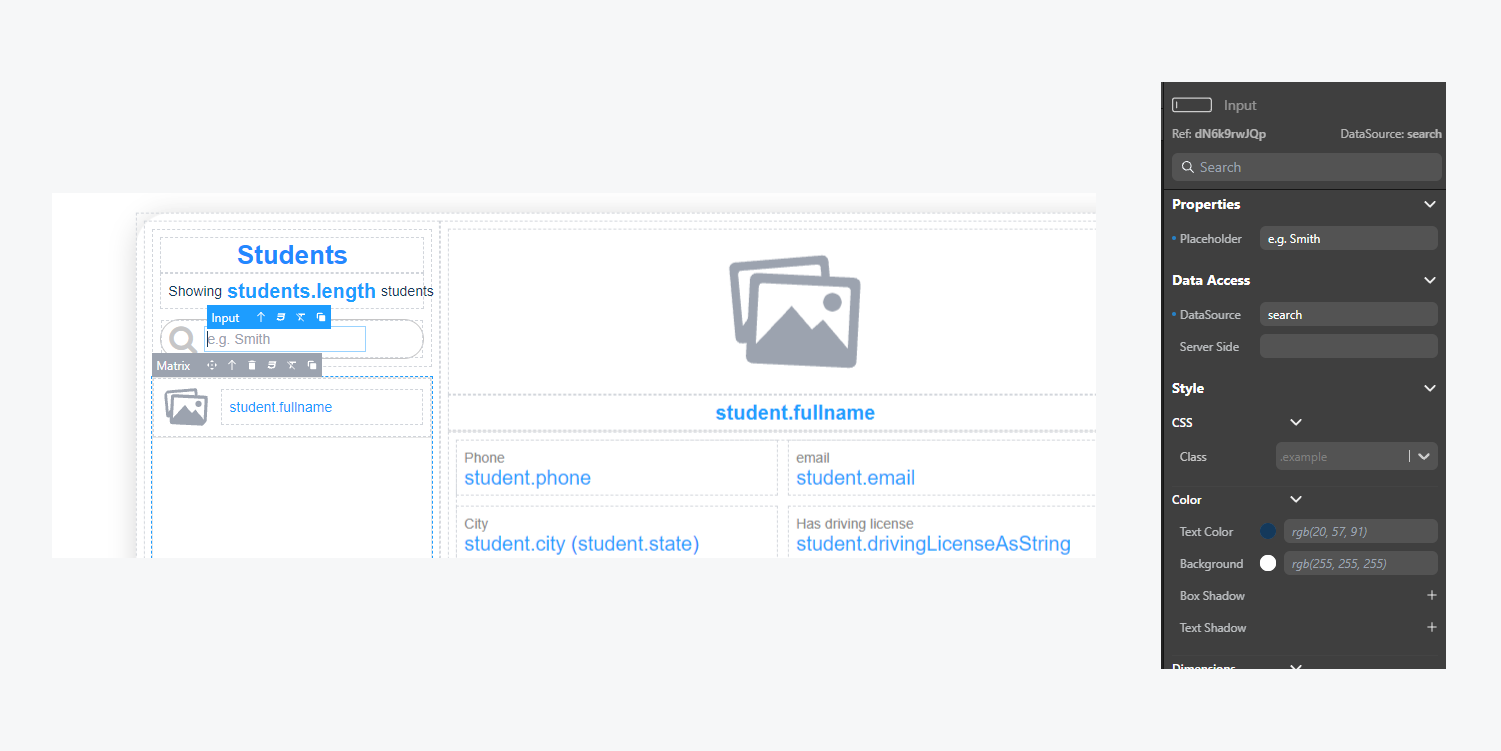 Students
Showing students.length students
Input
e.g. Smith
Matrix
student.fullname
student.fullname
Phone
student.phone
email
student.email
City
student.city (student.state)
Has driving license
student.drivingLicenseAsString
Input
Ref: dN6k9rwJQp DataSource: search
Search
Properties
Placeholder e.g. Smith
Data Access
DataSource search
Server Side
Style
CSS
Class .example
Color
Text Color rgb(20, 57, 91)
Background rgb(255, 255, 255)
Box Shadow
Text Shadow
Dimensions